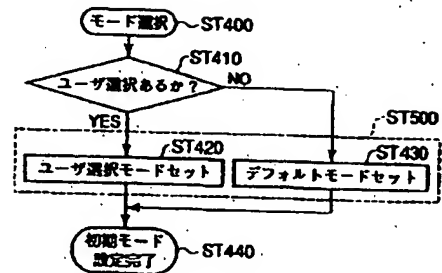 モード選択 ST400
ST410
ユーザ選択あるか? NO
YES ST500
ST420 ST430
ユーザ選択モードセット デフォルトモードセット
初期モード
設定完了 ST440